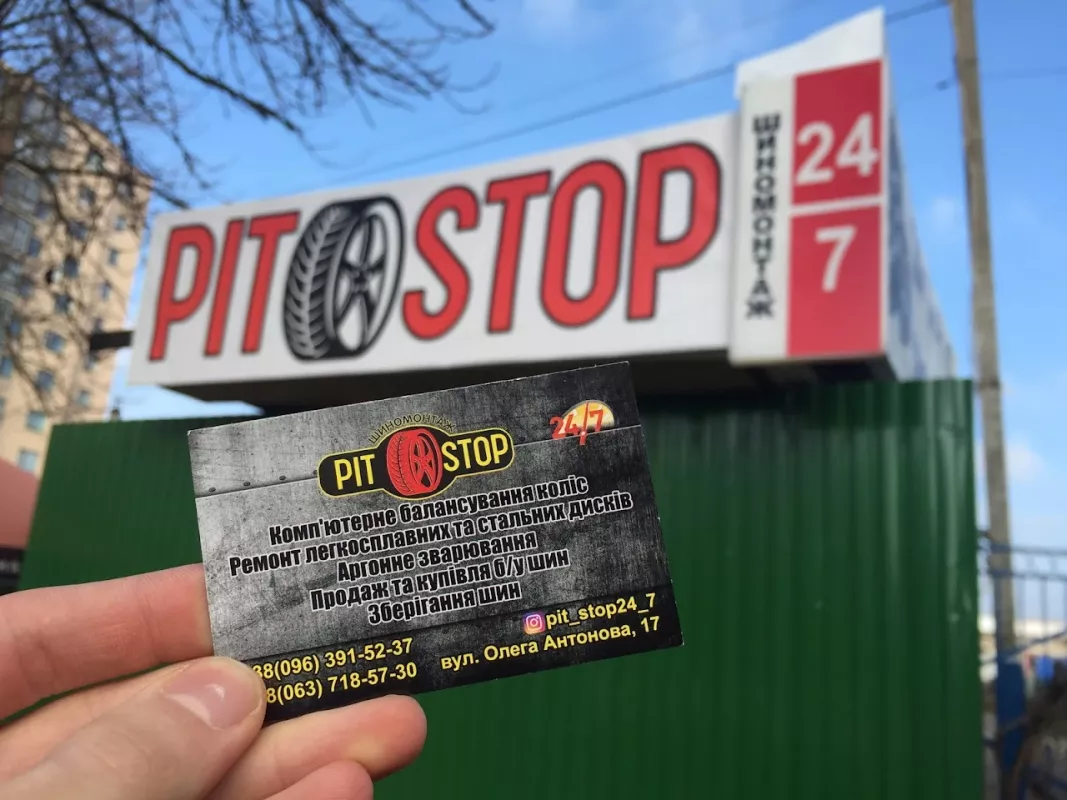 PIT STOP
ШИНОМОНТАЖ
24
7
ШИНОМОНТАЖ
PIT STOP
24/7
Комп'ютерне балансування коліс
Ремонт легкосплавних та стальних дисків
Аргонне зварювання
Продаж та купівля б/у шин
Зберігання шин
38(096) 391-52-37
8(063) 718-57-30
pit_stop24_7
вул. Олега Антонова, 17